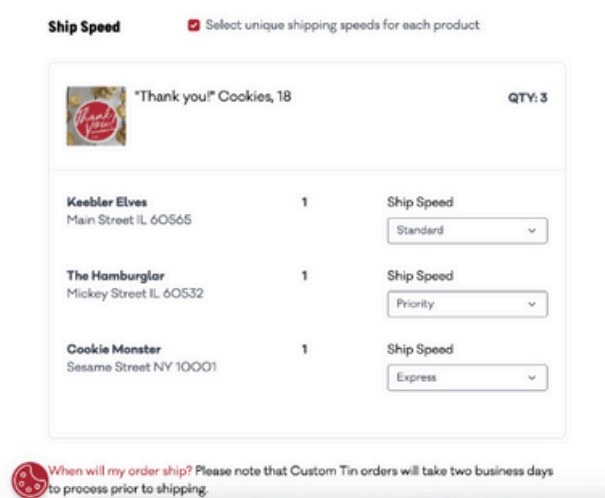 Ship Speed
Select unique shipping speeds for each product
"Thank you!" Cookies, 18
QTY: 3
Thank
You!
Keebler Elves
1
Ship Speed
Main Street IL 60565
Standard
The Hamburglar
1
Ship Speed
Mickey Street IL 60532
Priority
Cookie Monster
1
Ship Speed
Sesame Street NY 10001
Express
When will my order ship? Please note that Custom Tin orders will take two business days
to process prior to shipping.